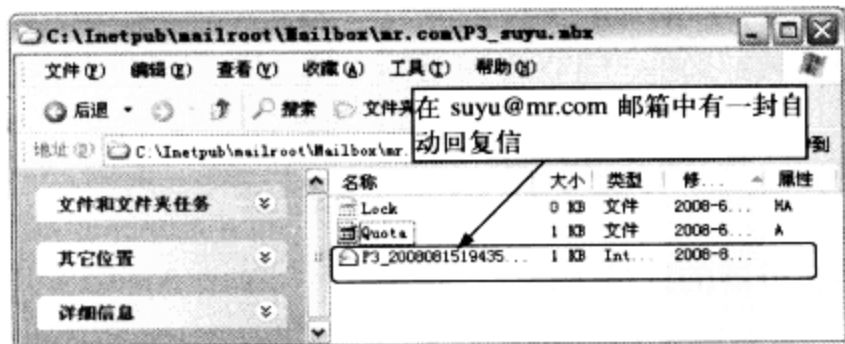 C:\Inetpub\mailroot\Mailbox\mr.com\P3_suyu.mbx
文件(F) 编辑(E) 查看(V) 收藏(A) 工具(T) 帮助(H)
后退 搜索 文件夹
在 suyu@mr.com 邮箱中有一封自
动回复信
地址(D) C:\Inetpub\mailroot\Mailbox\mr. 到
名称 大小 类型 修... 属性
文件和文件夹任务
Lock 0 KB 文件 2008-6... HA
Quota 1 KB 文件 2008-6... A
其它位置
P3_2008081519435... 1 KB Int... 2008-8...
详细信息